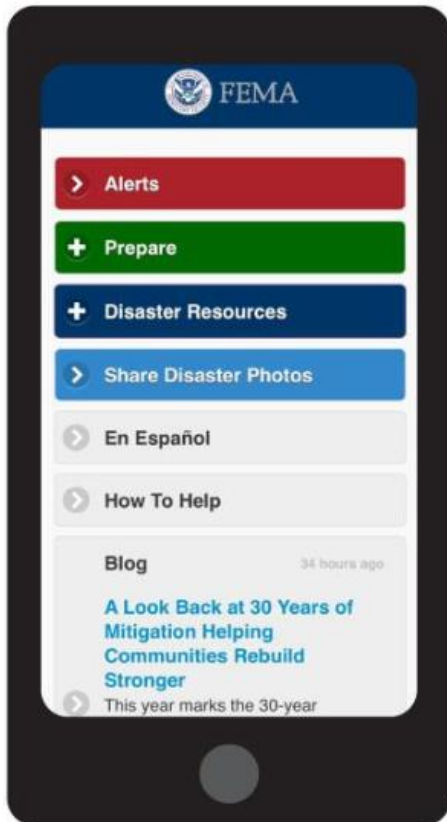 FEMA
Alerts
Prepare
Disaster Resources
Share Disaster Photos
En Español
How To Help
Blog 34 hours ago
A Look Back at 30 Years of
Mitigation Helping
Communities Rebuild
Stronger
This year marks the 30-year